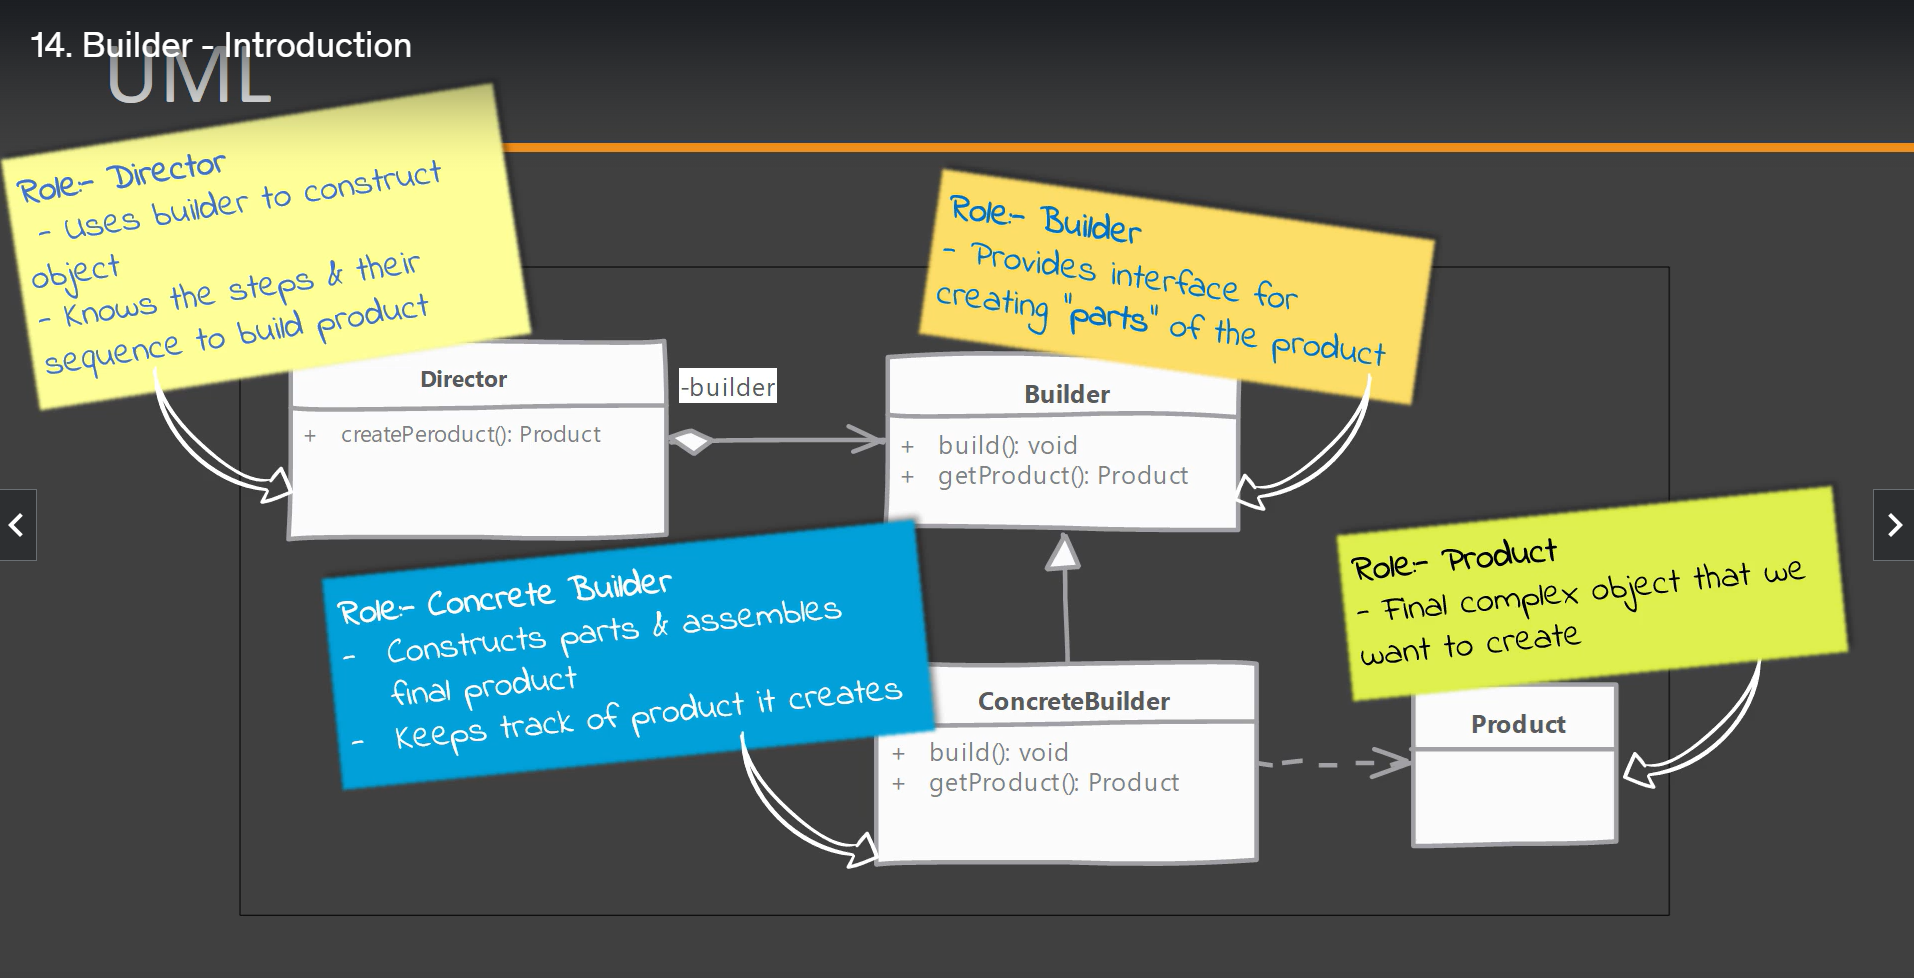 14. Builder - Introduction
UML
Role:- Director
- Uses builder to construct
object
- Knows the steps & their
sequence to build product
Role:- Builder
- Provides interface for
creating "parts" of the product
Director
+ createPeroduct(): Product
-builder
Builder
+ build(): void
+ getProduct(): Product
Role:- Concrete Builder
- Constructs parts & assembles
final product
- Keeps track of product it creates
Role:- Product
- Final complex object that we
want to create
ConcreteBuilder
+ build(): void
+ getProduct(): Product
Product